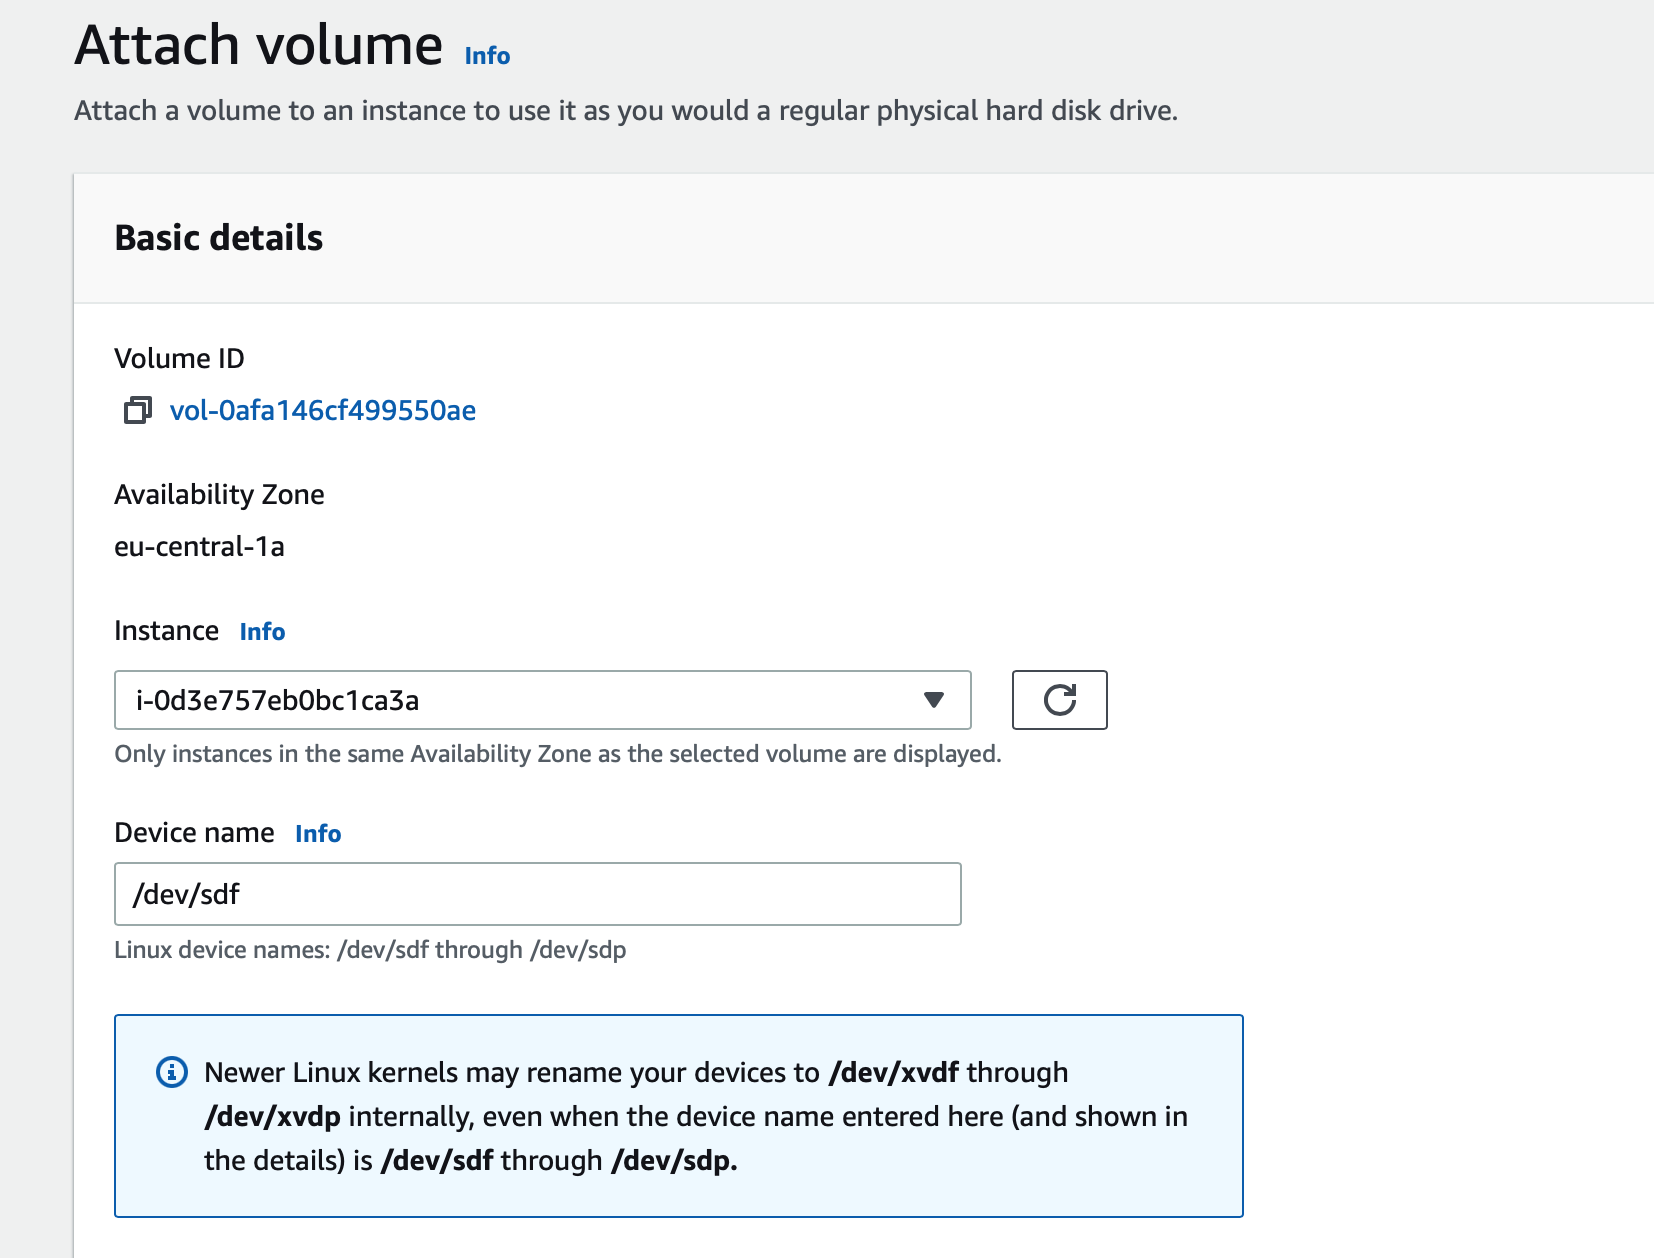 Attach volume Info
Attach a volume to an instance to use it as you would a regular physical hard disk drive.
Basic details
Volume ID
vol-0afa146cf499550ae
Availability Zone
eu-central-1a
Instance Info
i-0d3e757eb0bc1ca3a
Only instances in the same Availability Zone as the selected volume are displayed.
Device name Info
/dev/sdf
Linux device names: /dev/sdf through /dev/sdp
Newer Linux kernels may rename your devices to /dev/xvdf through
/dev/xvdp internally, even when the device name entered here (and shown in
the details) is /dev/sdf through /dev/sdp.